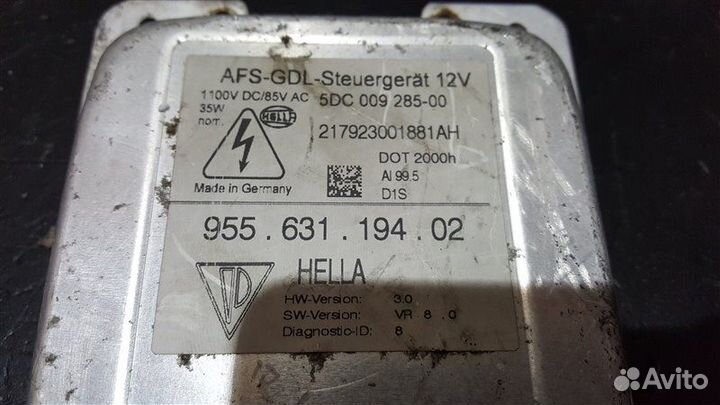 AFS-GDL-Steuergerät 12V
1100V DC/85V AC 5DC 009 285-00
35W
nom.
HELLA
217923001881AH
DOT 2000h
Al 99.5
D1S
Made in Germany
955.631.194.02
HELLA
HW-Version: 3.0
SW-Version: VR 8.0
Diagnostic-ID: 8
Avito